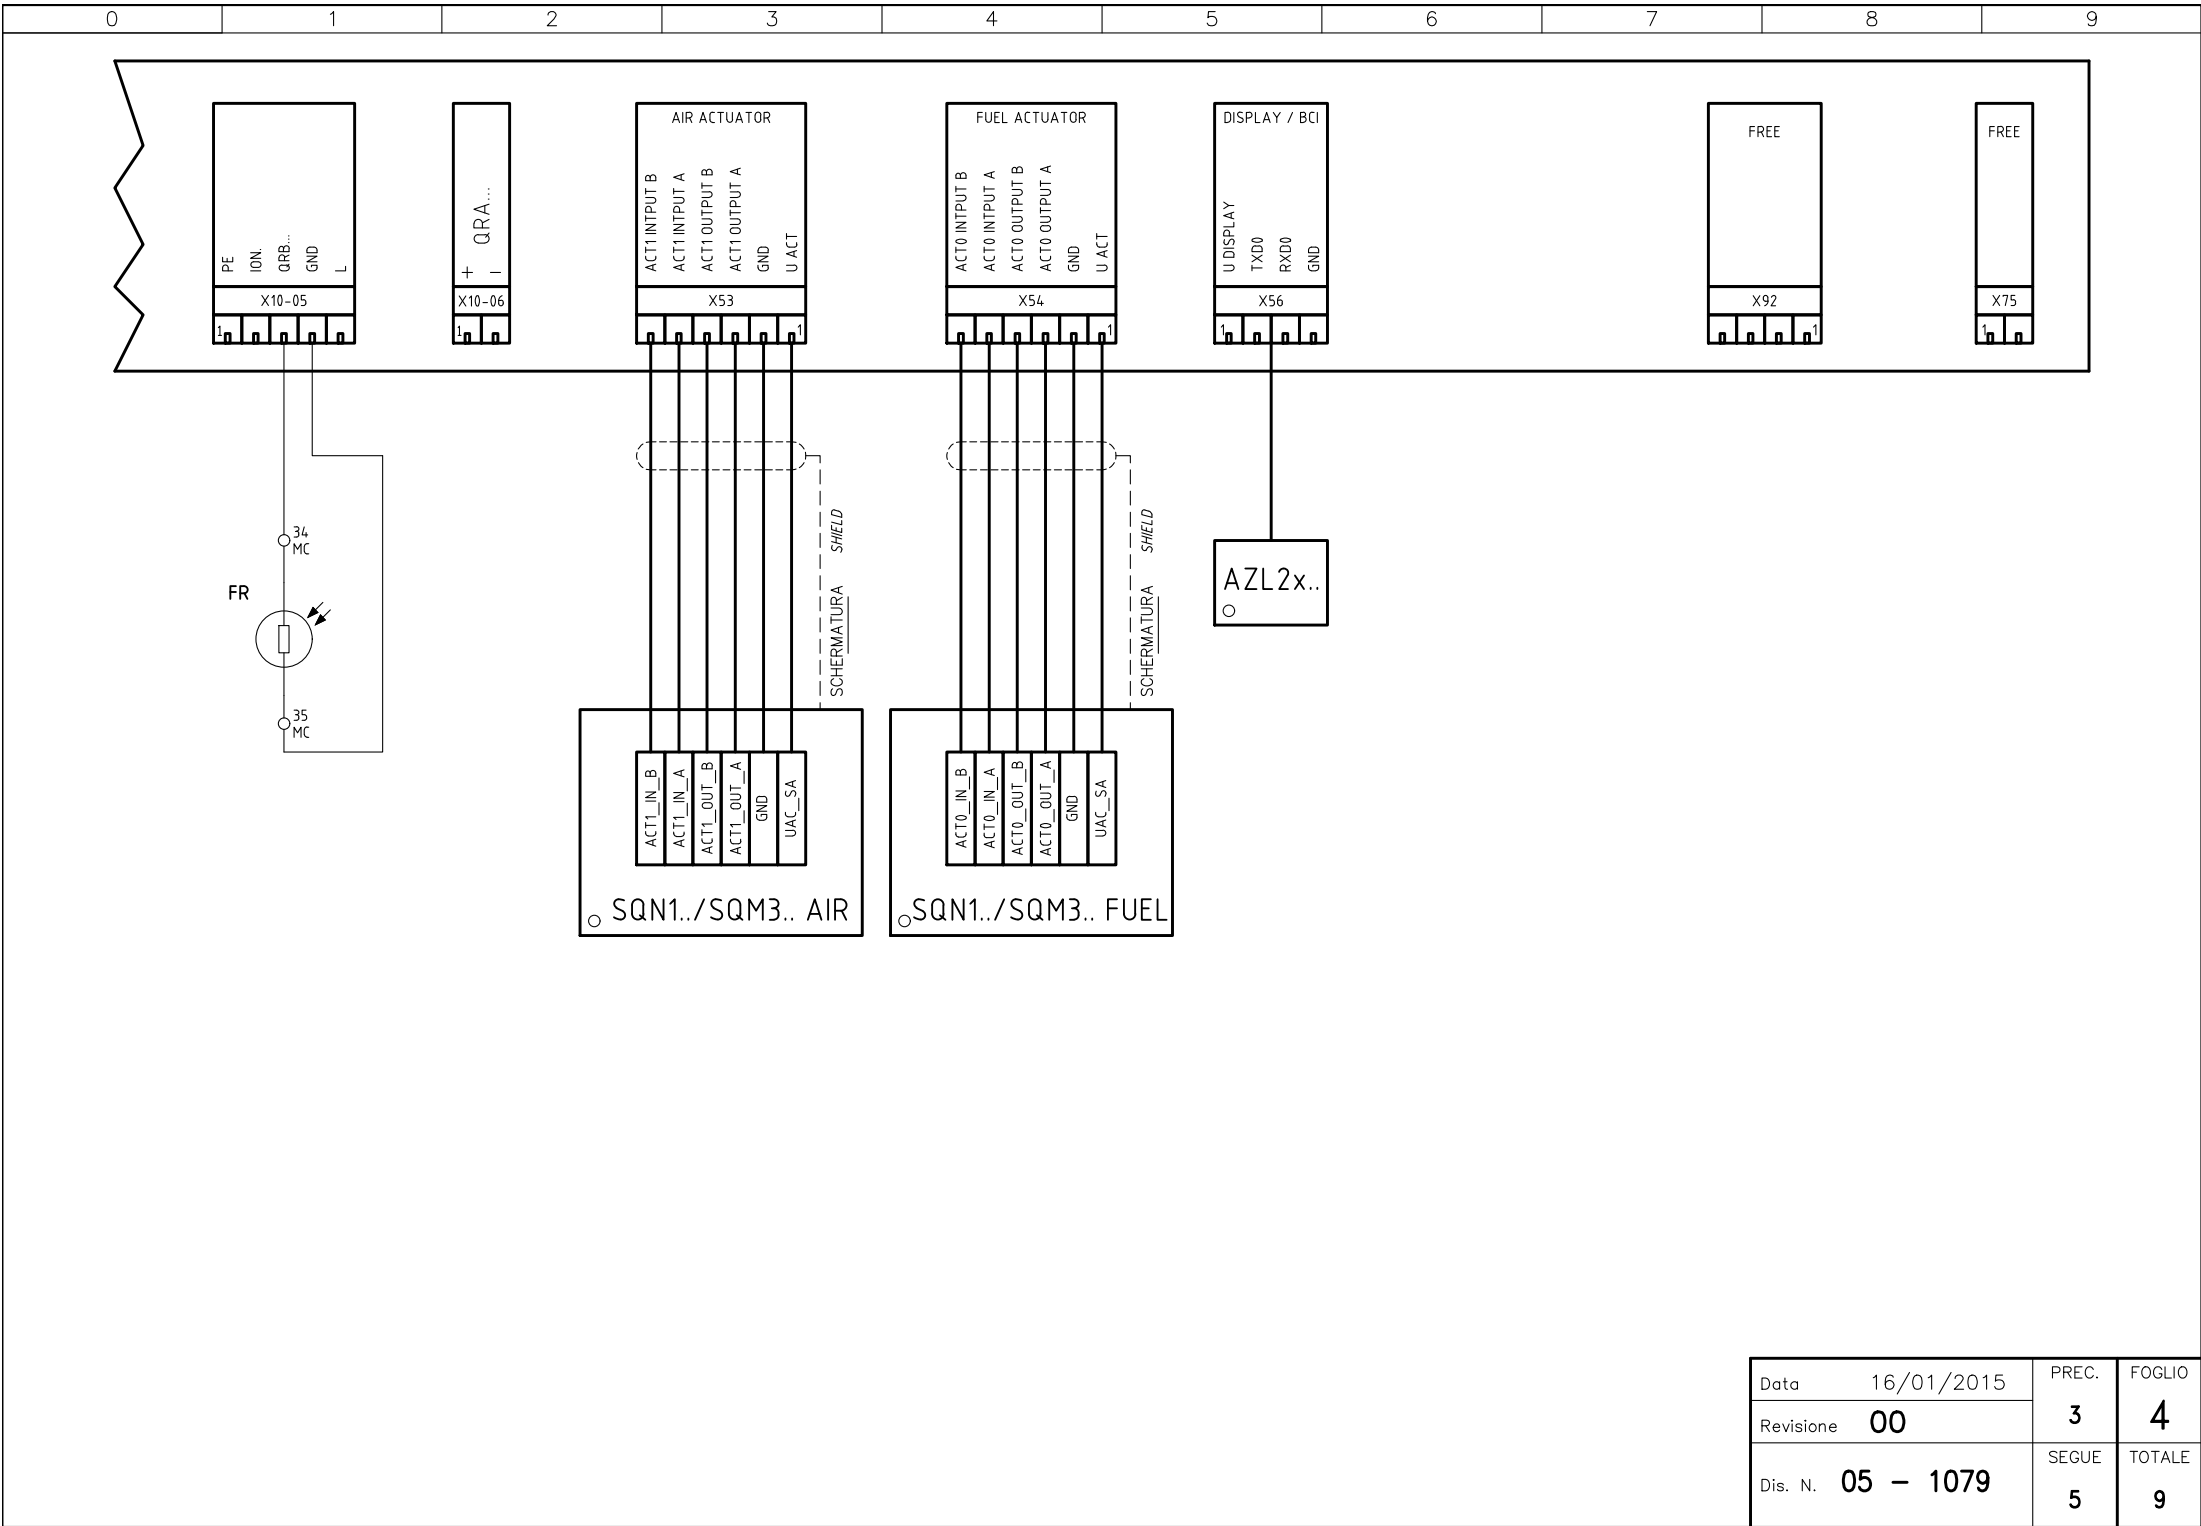 0 1 2 3 4 5 6 7 8 9
AIR ACTUATOR
FUEL ACTUATOR
DISPLAY / BCI
FREE
FREE
PE
ION.
QRB...
GND
L
+
-
QRA...
ACT1 INTPUT B
ACT1 INTPUT A
ACT1 OUTPUT B
ACT1 OUTPUT A
GND
U ACT
ACT0 INTPUT B
ACT0 INTPUT A
ACT0 OUTPUT B
ACT0 OUTPUT A
GND
U ACT
U DISPLAY
TXD0
RXD0
GND
X10-05
X10-06
X53
X54
X56
X92
X75
1
1
1
1
1
1
1
34
MC
FR
35
MC
SCHERMATURA SHIELD
SCHERMATURA SHIELD
AZL2x..
ACT1_IN_B
ACT1_IN_A
ACT1_OUT_B
ACT1_OUT_A
GND
UAC_SA
SQN1../SQM3.. AIR
ACT0_IN_B
ACT0_IN_A
ACT0_OUT_B
ACT0_OUT_A
GND
UAC_SA
SQN1../SQM3.. FUEL
Data 16/01/2015
Revisione 00
Dis. N. 05 - 1079
PREC.
3
FOGLIO
4
SEGUE
5
TOTALE
9